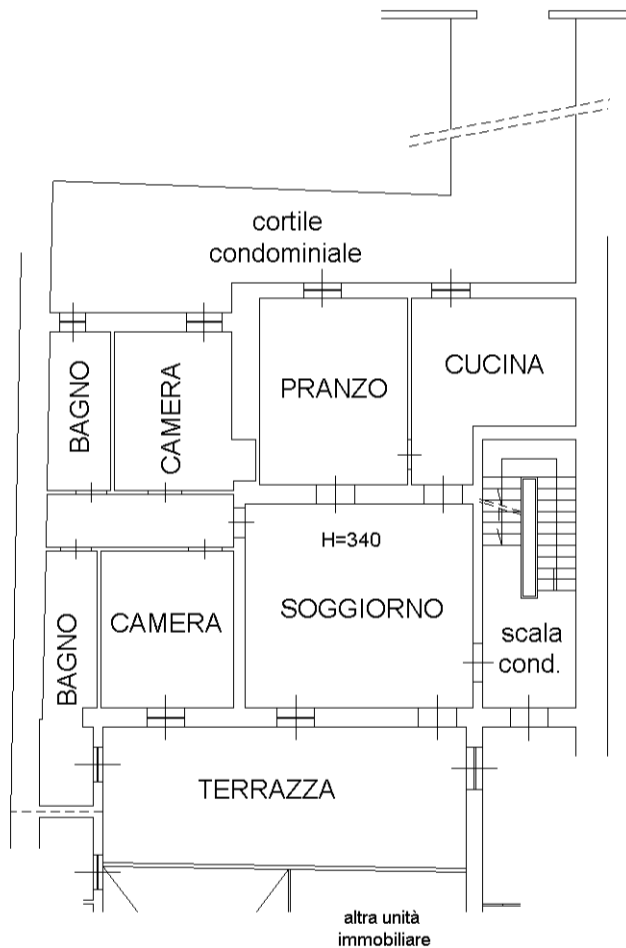 cortile
condominiale
BAGNO
CAMERA
PRANZO
CUCINA
H=340
SOGGIORNO
CAMERA
BAGNO
scala
cond.
TERRAZZA
altra unità
immobiliare